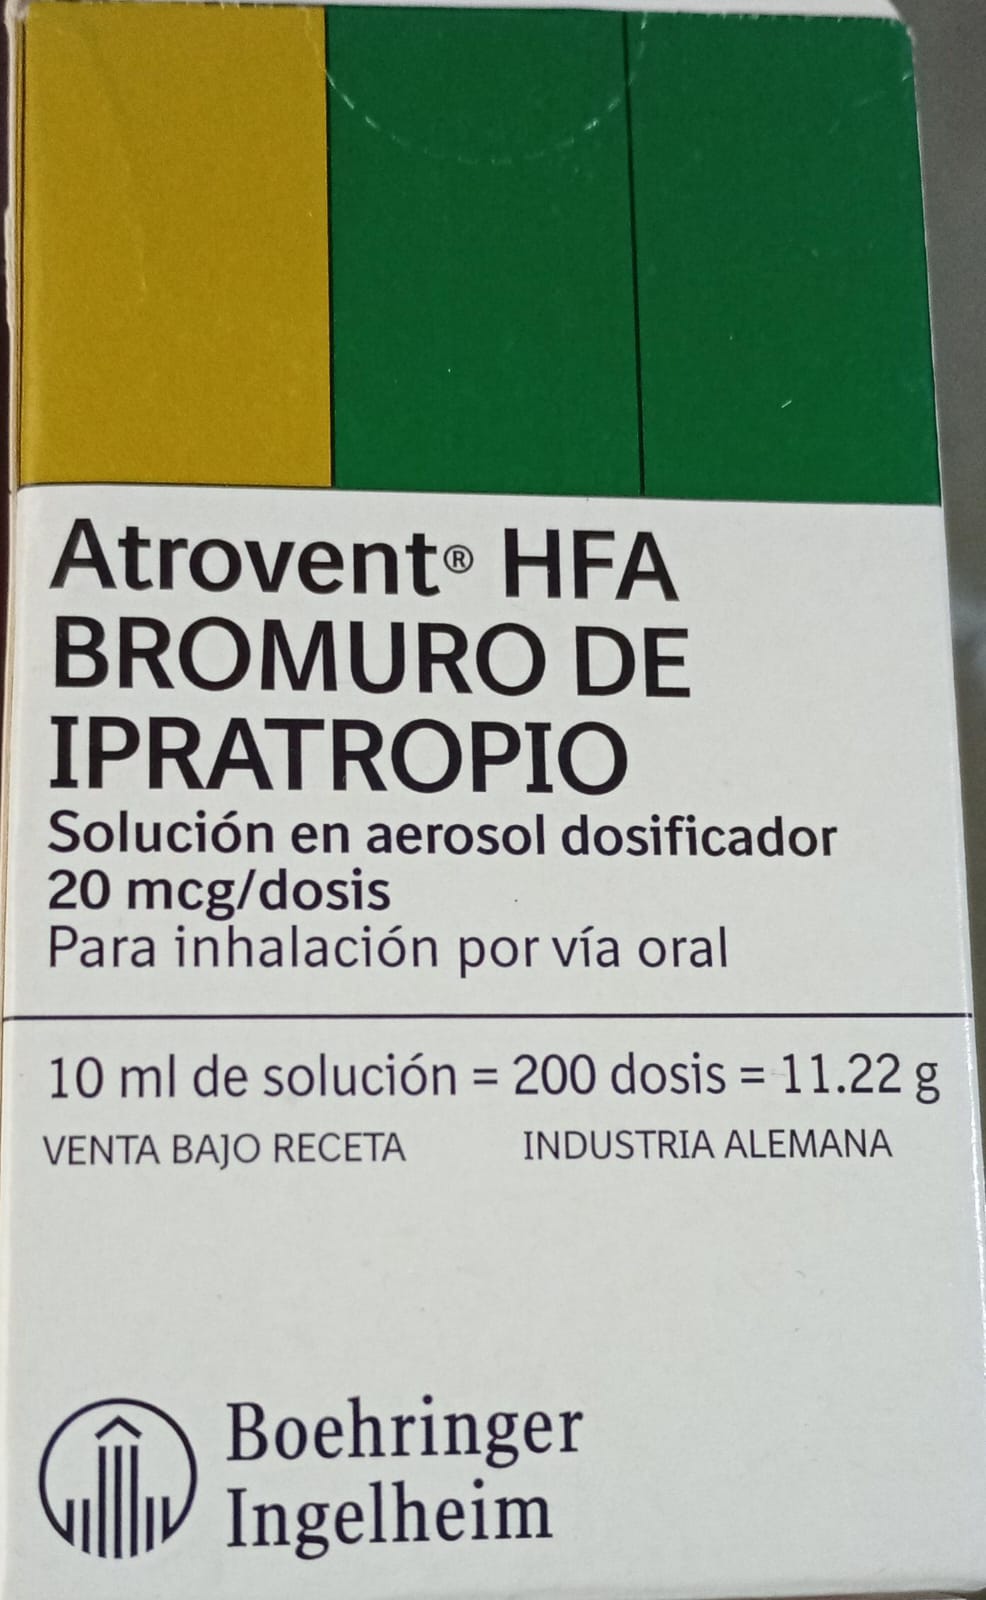 Atrovent® HFA
BROMURO DE
IPRATROPIO
Solución en aerosol dosificador
20 mcg/dosis
Para inhalación por vía oral
10 ml de solución = 200 dosis = 11.22 g
VENTA BAJO RECETA INDUSTRIA ALEMANA
Boehringer
Ingelheim